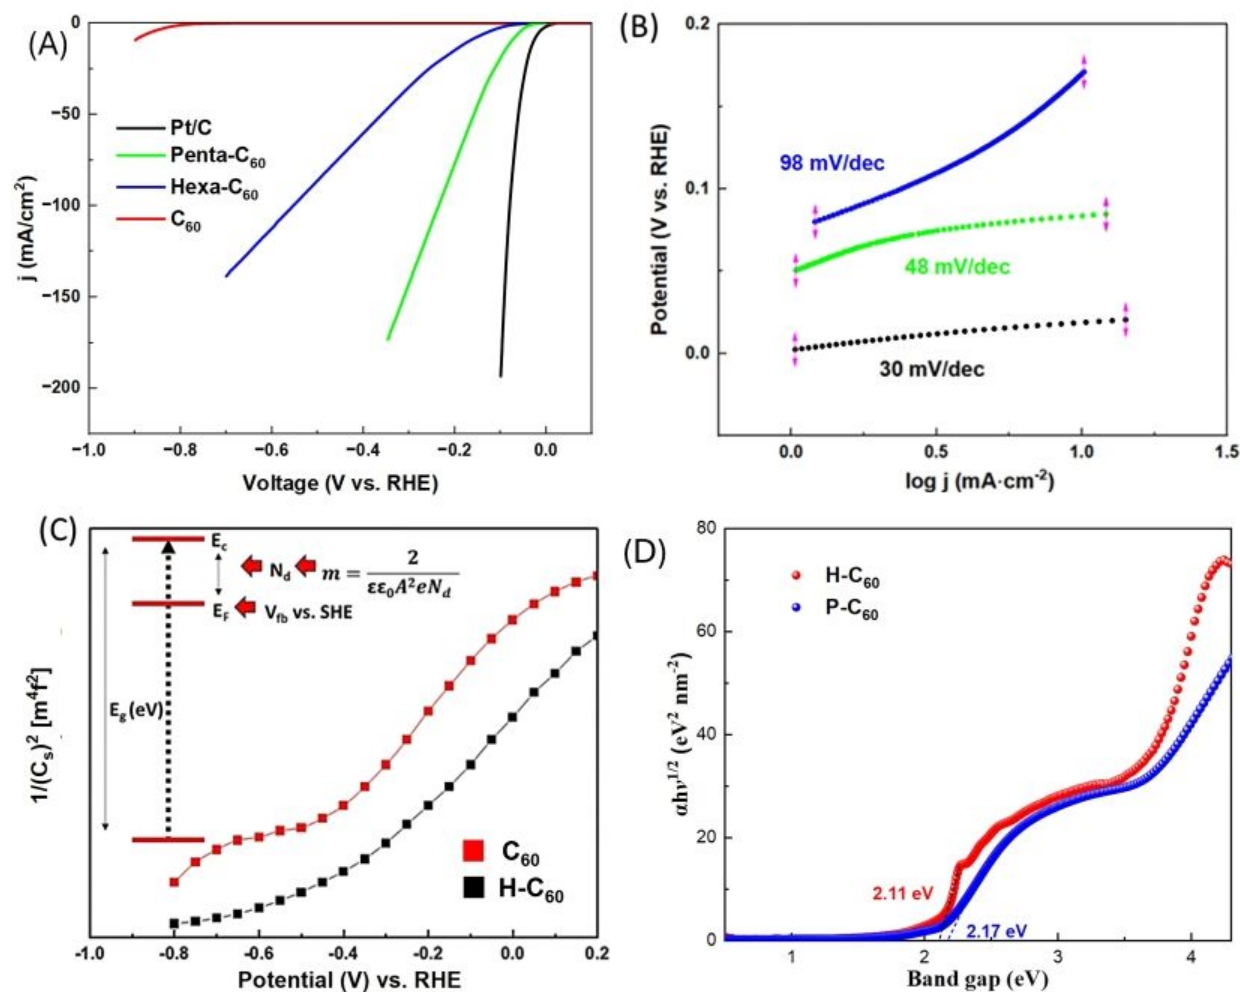 (A)
0
−50
−100
−150
−200
j (mA/cm²)
Pt/C
Penta-C₆₀
Hexa-C₆₀
C₆₀
−1.0 −0.8 −0.6 −0.4 −0.2 0.0
Voltage (V vs. RHE)
(B)
0.2
0.1
0.0
Potential (V vs. RHE)
98 mV/dec
48 mV/dec
30 mV/dec
0.0 0.5 1.0 1.5
log j (mA·cm⁻²)
(C)
1/(Cₛ)² [m⁴f²]
E꜀
N_d m = 2/(εε₀A²eN_d)
E_F V_fb vs. SHE
E_g (eV)
C₆₀
H-C₆₀
-1.0 -0.8 -0.6 -0.4 -0.2 0.0 0.2
Potential (V) vs. RHE
(D)
80
60
40
20
0
αhν^1/2 (eV² nm⁻²)
H-C₆₀
P-C₆₀
2.11 eV
2.17 eV
1 2 3 4
Band gap (eV)